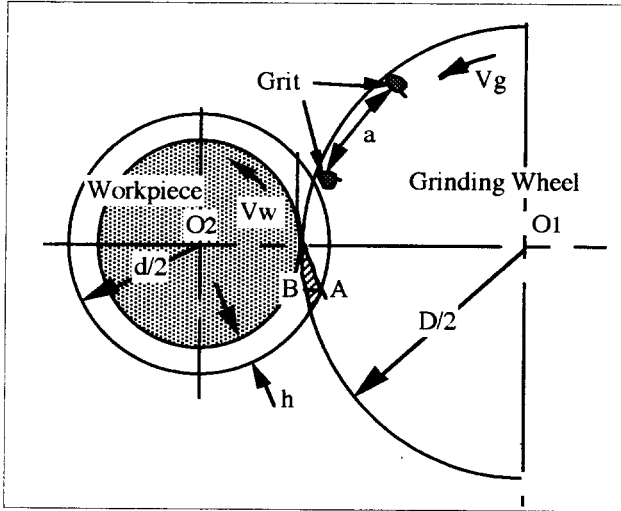 Grit
Vg
a
Workpiece
Grinding Wheel
Vw
O2
O1
d/2
B
A
D/2
h